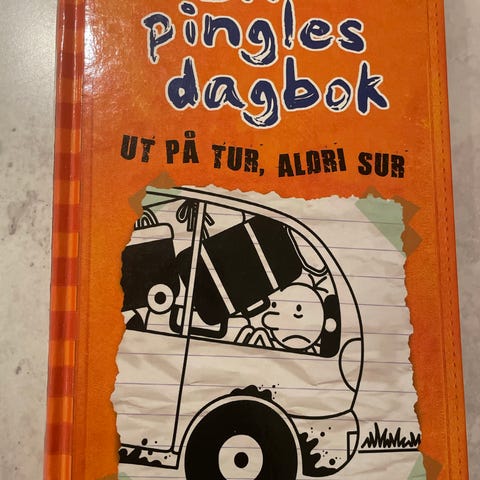 pingles
dagbok
UT PÅ TUR, ALDRI SUR